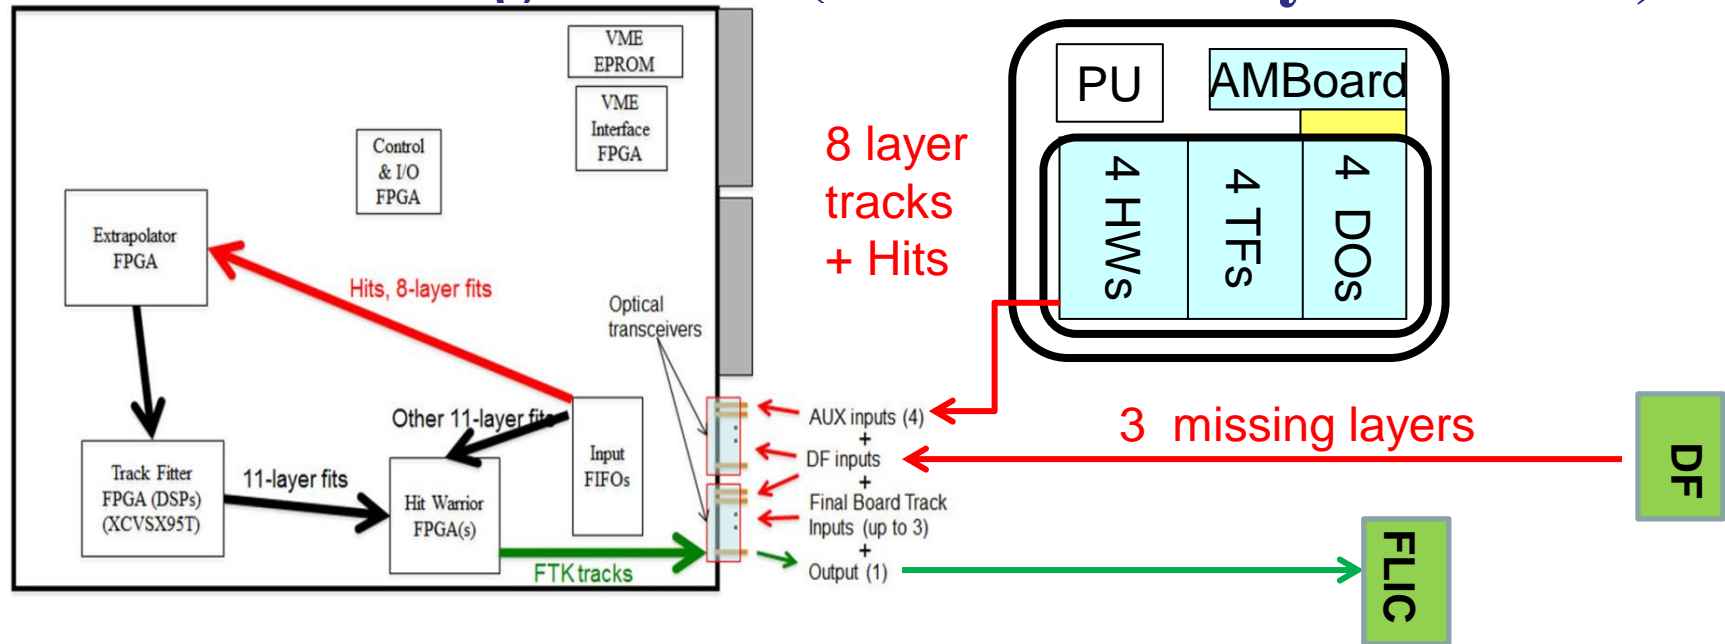 VME
EPROM
VME
Interface
FPGA
Control
& I/O
FPGA
Extrapolator
FPGA
Hits, 8-layer fits
Optical
transceivers
Other 11-layer fits
Input
FIFOs
Track Fitter
FPGA (DSPs)
(XCVSX95T)
11-layer fits
Hit Warrior
FPGA(s)
FTK tracks
8 layer
tracks
+ Hits
PU
AMBoard
4 HWs
4 TFs
4 DOs
AUX inputs (4)
+
DF inputs
+
Final Board Track
Inputs (up to 3)
+
Output (1)
3 missing layers
DF
FLIC